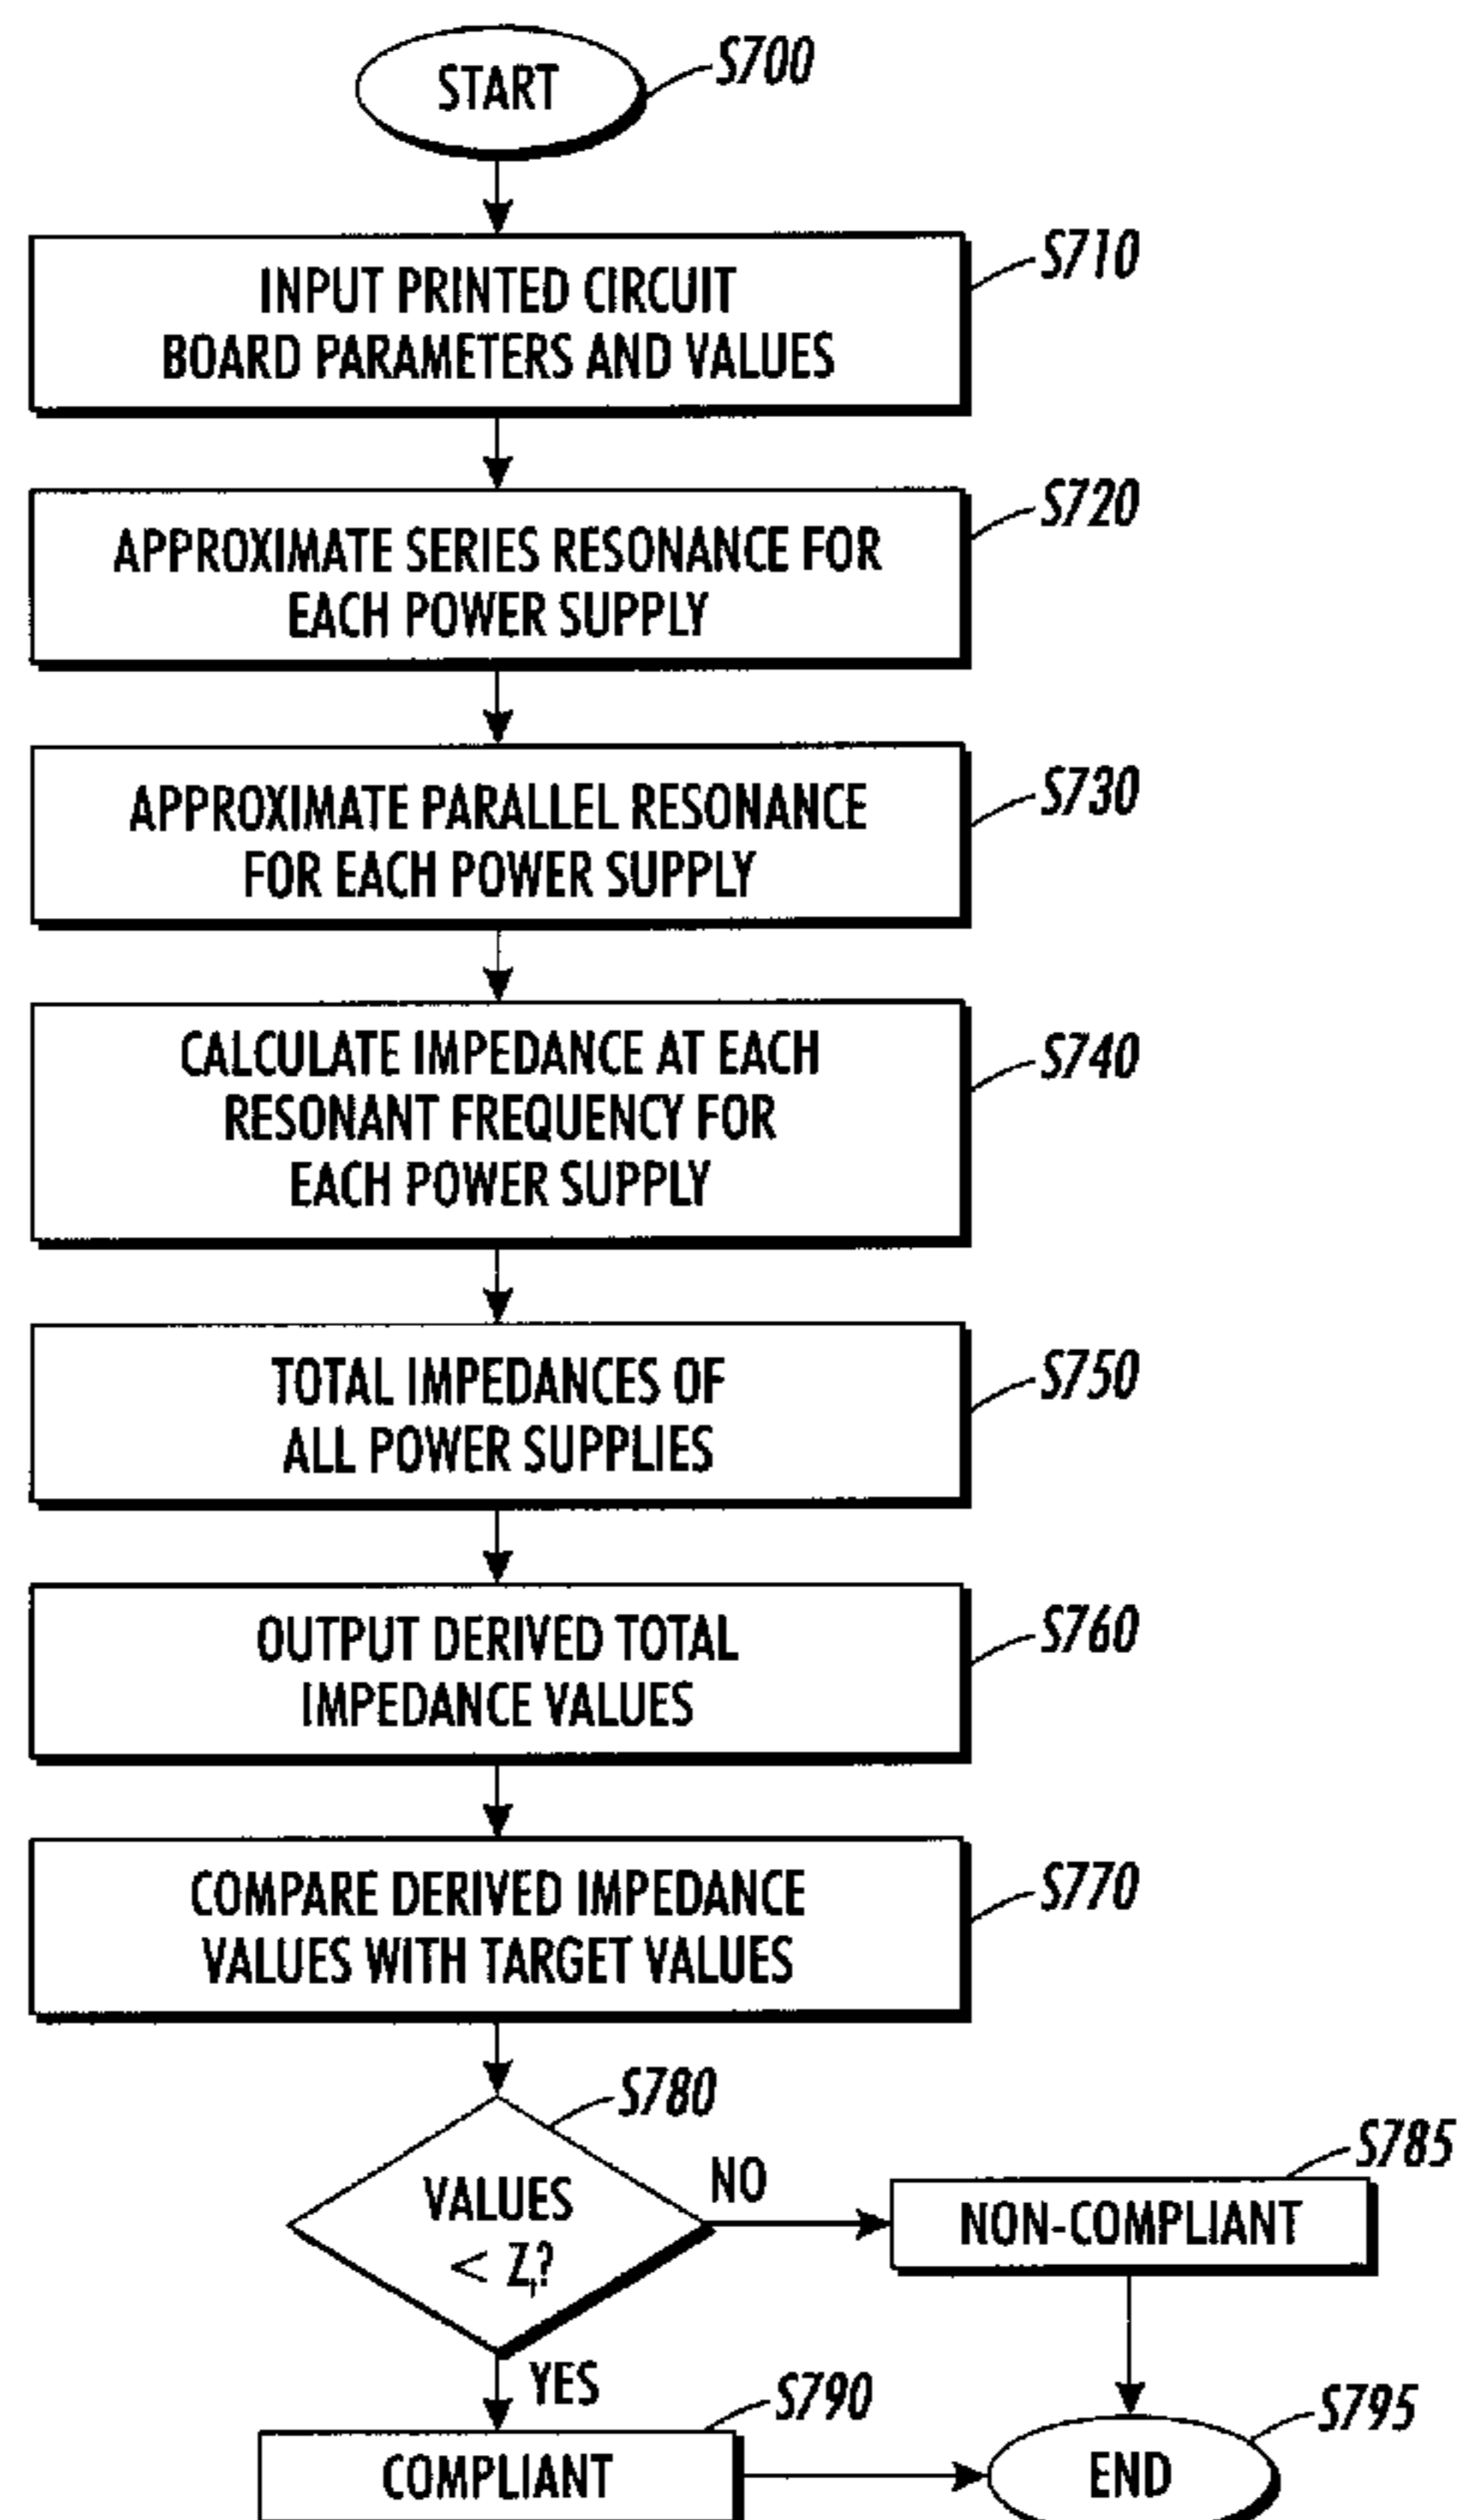 START
S700
INPUT PRINTED CIRCUIT
BOARD PARAMETERS AND VALUES
S710
APPROXIMATE SERIES RESONANCE FOR
EACH POWER SUPPLY
S720
APPROXIMATE PARALLEL RESONANCE
FOR EACH POWER SUPPLY
S730
CALCULATE IMPEDANCE AT EACH
RESONANT FREQUENCY FOR
EACH POWER SUPPLY
S740
TOTAL IMPEDANCES OF
ALL POWER SUPPLIES
S750
OUTPUT DERIVED TOTAL
IMPEDANCE VALUES
S760
COMPARE DERIVED IMPEDANCE
VALUES WITH TARGET VALUES
S770
S780
VALUES
< Zt?
NO
S785
NON-COMPLIANT
YES
S790
COMPLIANT
S795
END